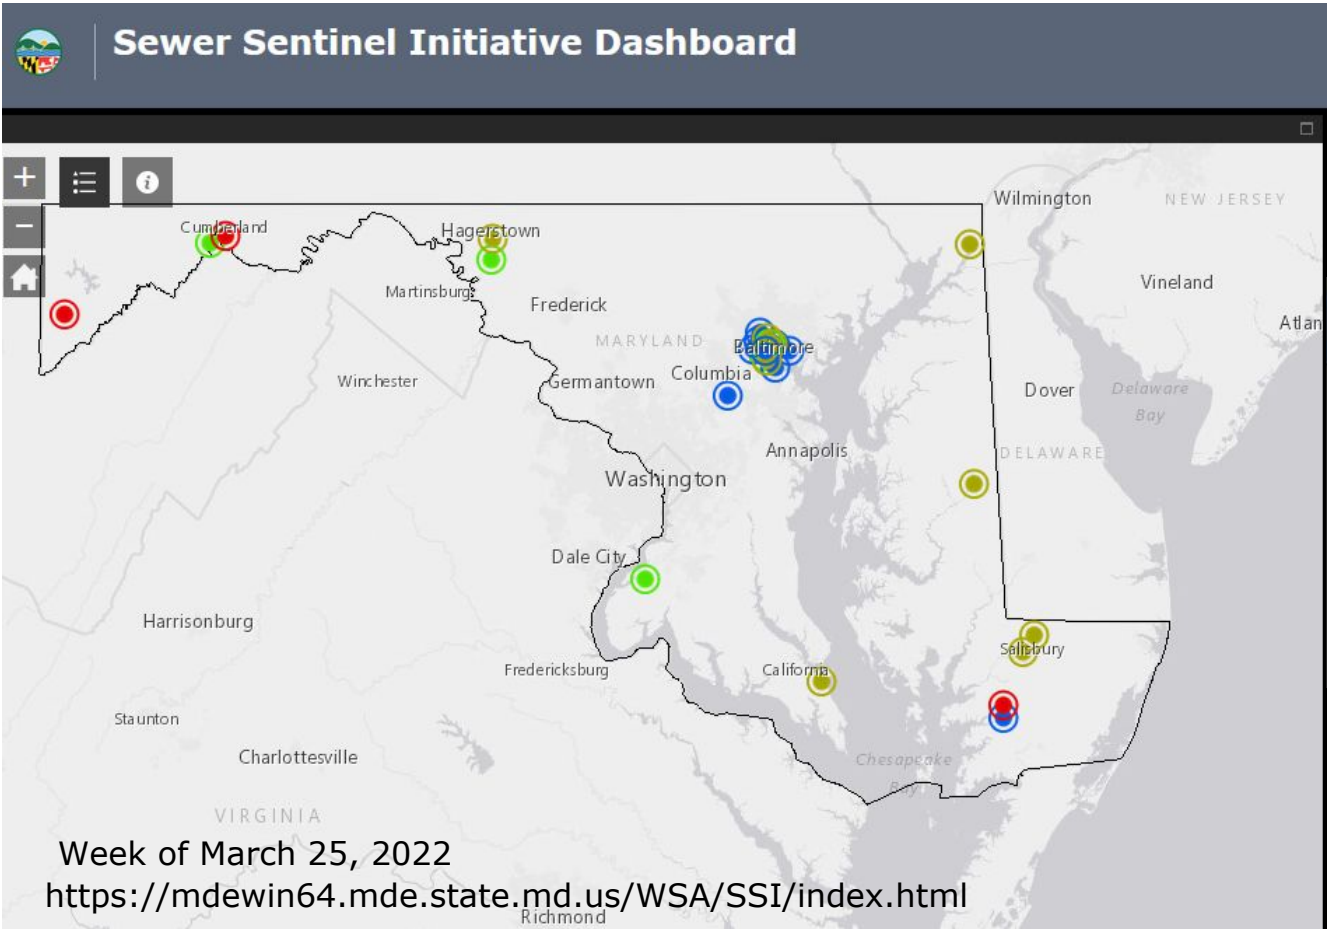 Sewer Sentinel Initiative Dashboard
Wilmington
NEW JERSEY
Cumberland
Hagerstown
Vineland
Martinsburg
Frederick
Atlan
MARYLAND
Baltimore
Columbia
Winchester
Germantown
Dover
Delaware
Bay
Annapolis
DELAWARE
Washington
Dale City
Harrisonburg
Salisbury
Fredericksburg
California
Staunton
Charlottesville
Chesapeake
Bay
VIRGINIA
Week of March 25, 2022
https://mdewin64.mde.state.md.us/WSA/SSI/index.html
Richmond